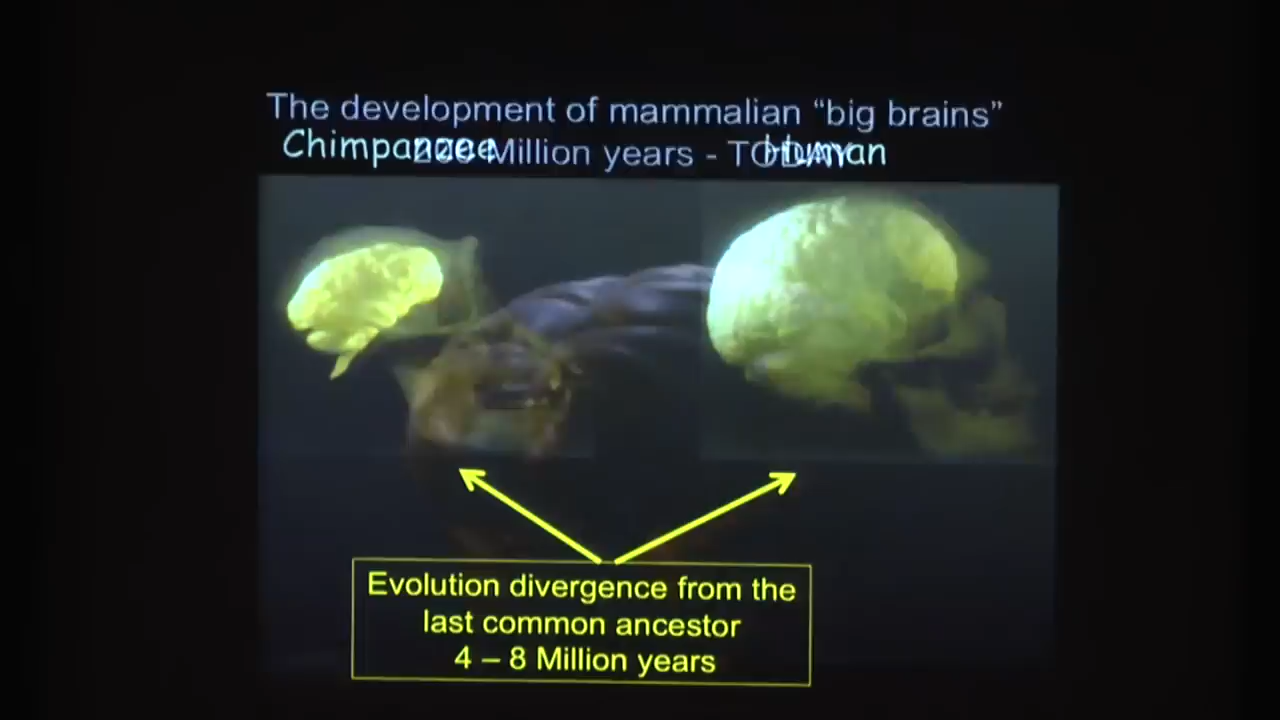 The development of mammalian “big brains”
Chimpanzee Million years - TODAY Human
Evolution divergence from the
last common ancestor
4 – 8 Million years